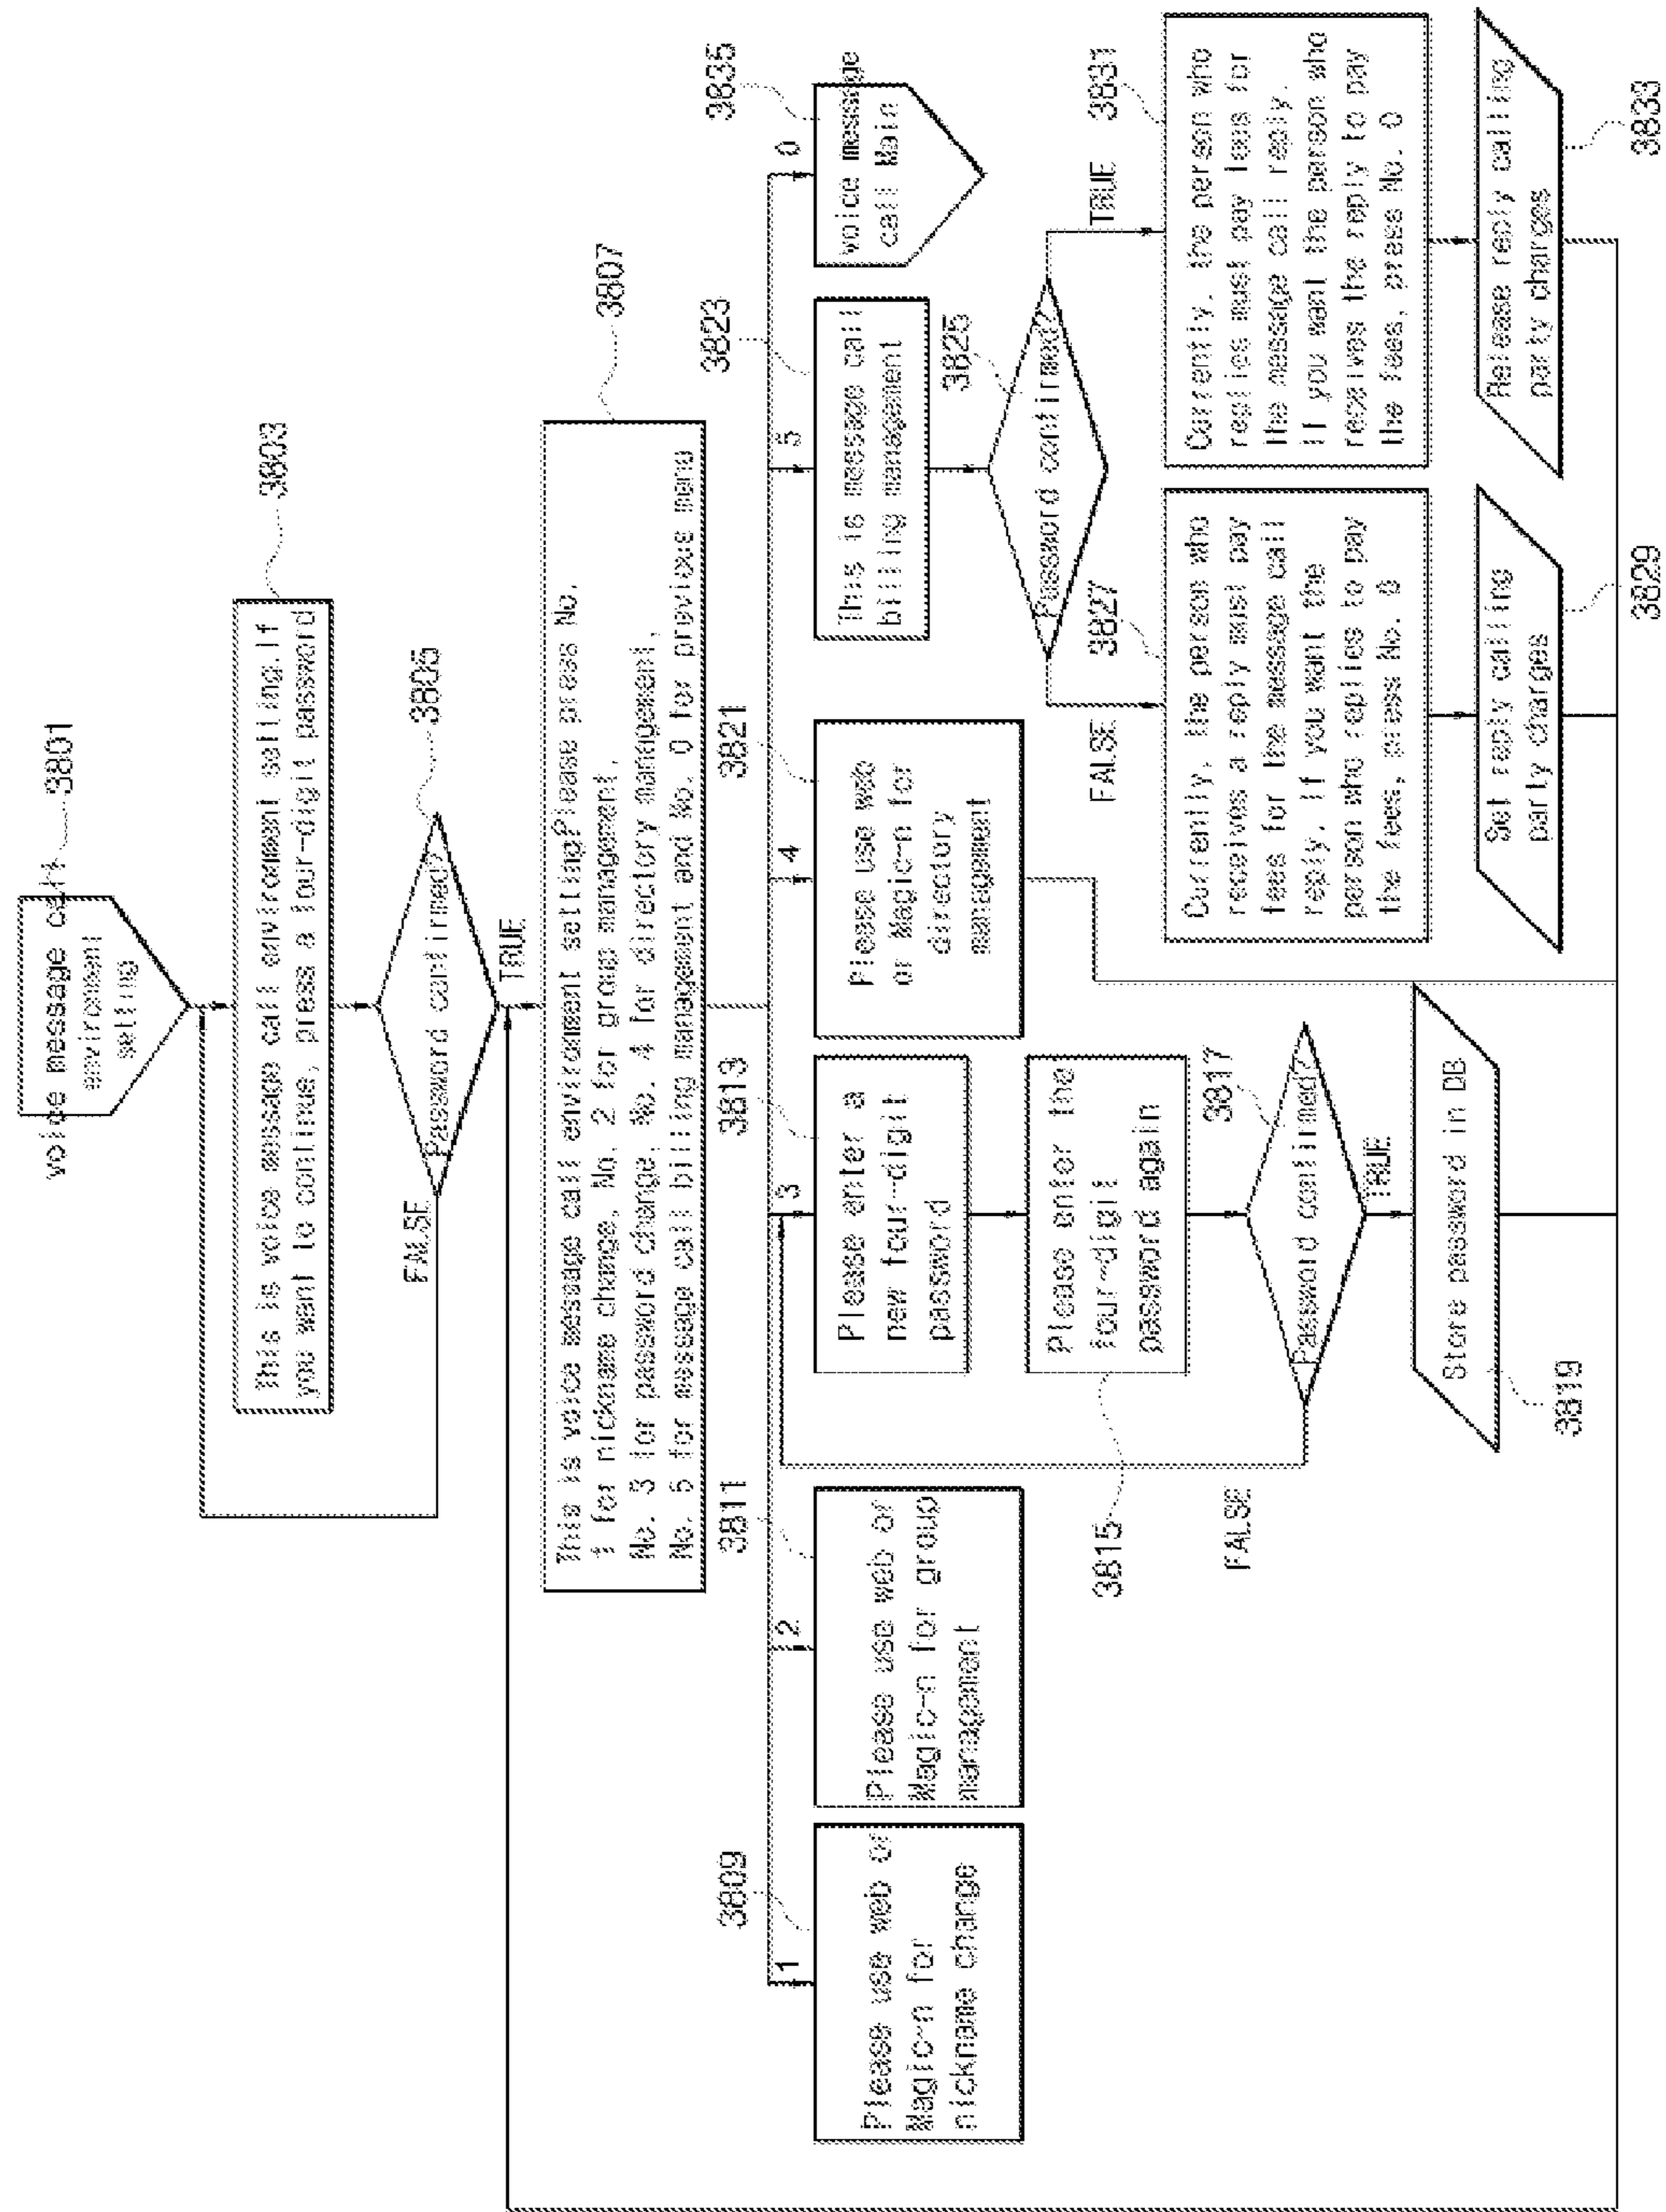 voice message call
environment
setting
3801
This is voice message call environment setting.If
you want to continue, press a four-digit password
3803
Password confirmed?
3805
FALSE
TRUE
This is voice message call environment setting?Please press No.
1 for nickname change, No. 2 for group management,
No. 3 for password change, No. 4 for directory management,
No. 5 for message call billing management and No. 0 for previous menu
3807
1
2
3
4
5
0
3809
Please use web or
Magic-n for
nickname change
3811
Please use web or
Magic-n for group
management
3813
Please enter a
new four-digit
password
3821
Please use web
or Magic-n for
directory
management
3823
This is message call
billing management
3835
voice message
call Main
3815
Please enter the
four-digit
password again
3817
Password confirmed?
FALSE
TRUE
Store password in DB
3819
3825
Password confirmed?
FALSE
TRUE
3827
Currently, the person who
receives a reply must pay
fees for the message call
reply. If you want the
person who replies to pay
the fees, press No.
3831
Currently, the person who
replies must pay fees for
the message call reply.
If you want the person who
receives the reply to pay
the fees, press No. 0
Set reply calling
party charges
3829
Release reply calling
party charges
3833